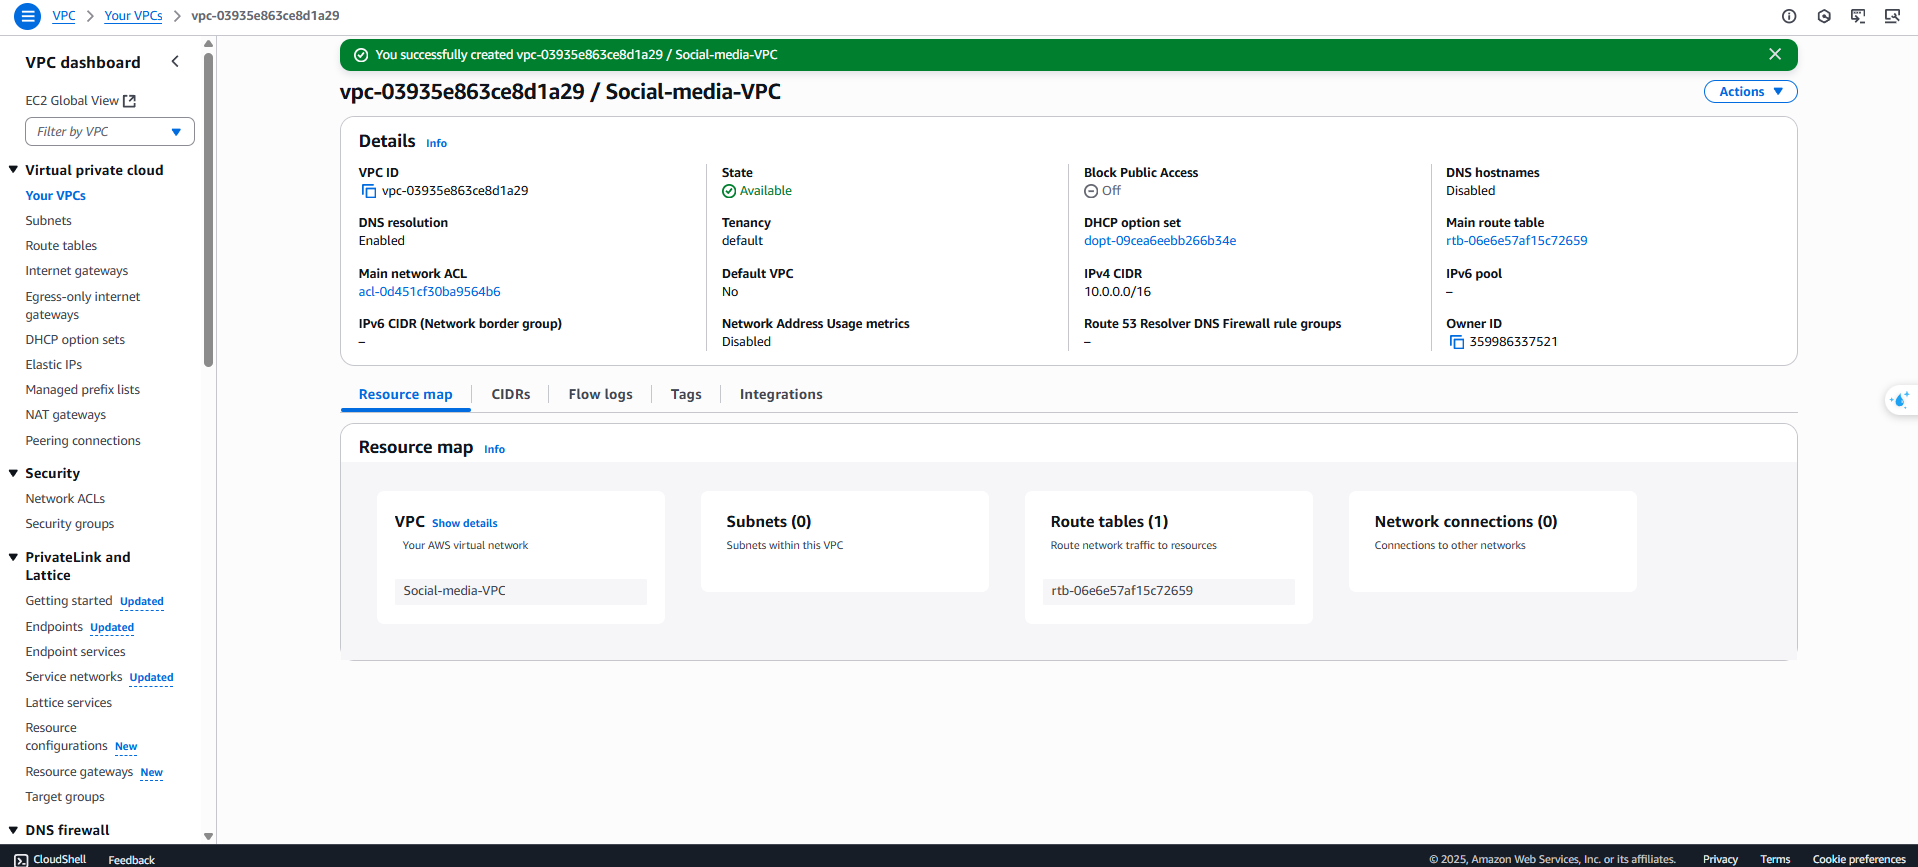 VPC > Your VPCs > vpc-03935e863ce8d1a29
VPC dashboard
EC2 Global View
Filter by VPC
Virtual private cloud
Your VPCs
Subnets
Route tables
Internet gateways
Egress-only internet
gateways
DHCP option sets
Elastic IPs
Managed prefix lists
NAT gateways
Peering connections
Security
Network ACLs
Security groups
PrivateLink and
Lattice
Getting started Updated
Endpoints Updated
Endpoint services
Service networks Updated
Lattice services
Resource
configurations New
Resource gateways New
Target groups
DNS firewall
You successfully created vpc-03935e863ce8d1a29 / Social-media-VPC
vpc-03935e863ce8d1a29 / Social-media-VPC
Actions
Details Info
VPC ID
vpc-03935e863ce8d1a29
State
Available
Block Public Access
Off
DNS hostnames
Disabled
DNS resolution
Enabled
Tenancy
default
DHCP option set
dopt-09cea6eebb266b34e
Main route table
rtb-06e6e57af15c72659
Main network ACL
acl-0d451cf30ba9564b6
Default VPC
No
IPv4 CIDR
10.0.0.0/16
IPv6 pool
–
IPv6 CIDR (Network border group)
–
Network Address Usage metrics
Disabled
Route 53 Resolver DNS Firewall rule groups
–
Owner ID
359986337521
Resource map
CIDRs
Flow logs
Tags
Integrations
Resource map Info
VPC Show details
Your AWS virtual network
Social-media-VPC
Subnets (0)
Subnets within this VPC
Route tables (1)
Route network traffic to resources
rtb-06e6e57af15c72659
Network connections (0)
Connections to other networks
CloudShell
Feedback
© 2025, Amazon Web Services, Inc. or its affiliates.
Privacy
Terms
Cookie preferences